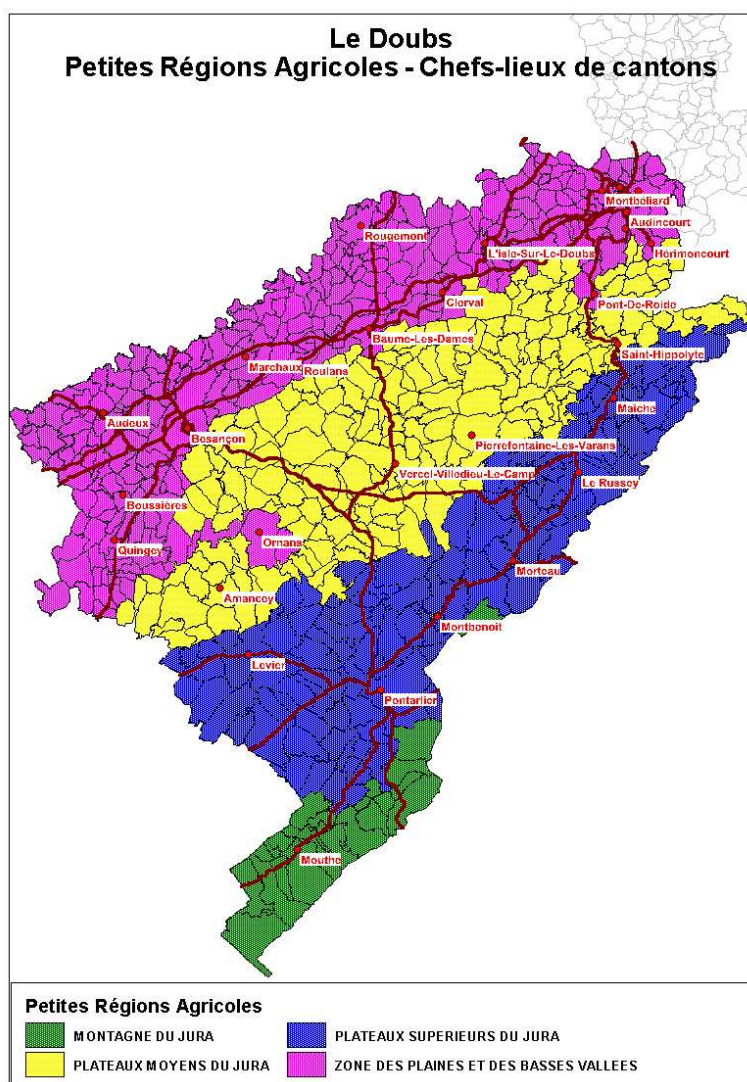 Le Doubs
Petites Régions Agricoles - Chefs-lieux de cantons
Montbéliard
Audincourt
Rougemont
L'isle-Sur-Le-Doubs
Hérimoncourt
Clerval
Pont-De-Roide
Baume-Les-Dames
Saint-Hippolyte
Marchaux
Roulans
Maiche
Audeux
Besançon
Pierrefontaine-Les-Varans
Vercel-Villedieu-Le-Camp
Le Russey
Boussières
Ornans
Quingey
Morteau
Amancey
Montbenoit
Levier
Pontarlier
Mouthe
Petites Régions Agricoles
MONTAGNE DU JURA
PLATEAUX SUPERIEURS DU JURA
PLATEAUX MOYENS DU JURA
ZONE DES PLAINES ET DES BASSES VALLEES